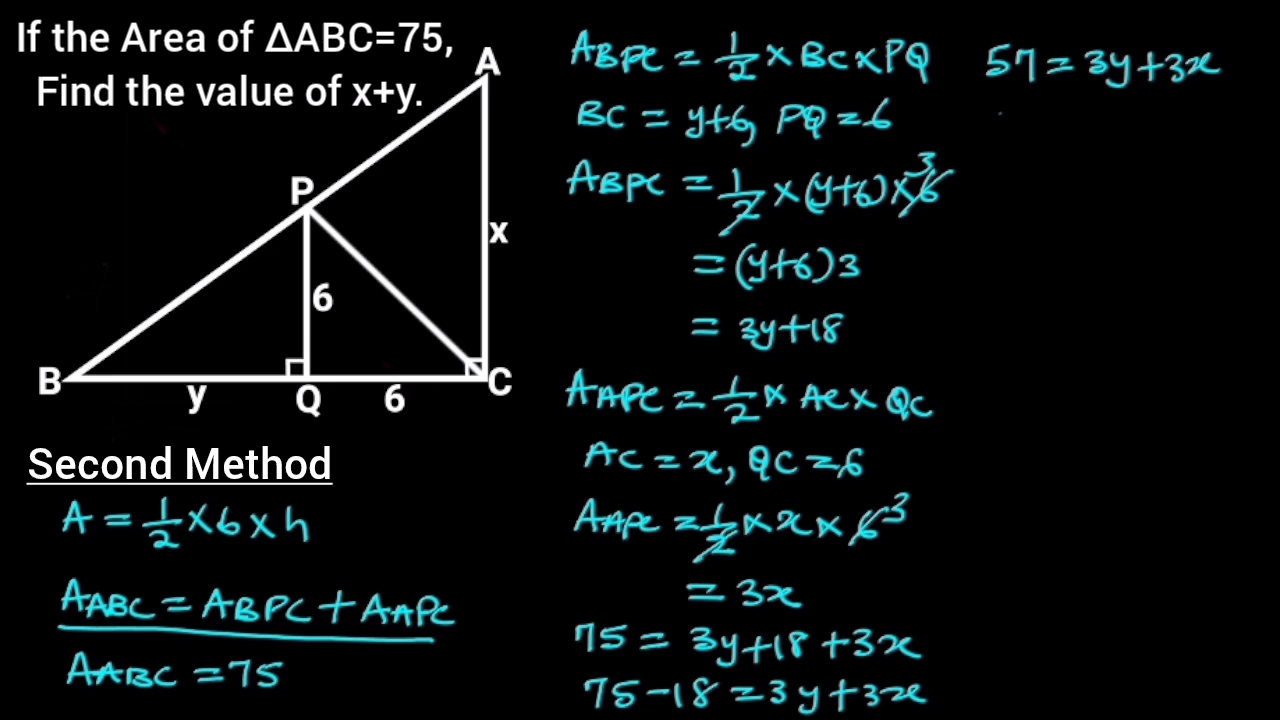 If the Area of ΔABC=75,
Find the value of x+y.
A
P
x
6
B
y
Q
6
C
Second Method
A = 1/2 × 6 × h
AABC = ABPC + AAPC
AABC = 75
ABPC = 1/2 × BC × PQ
BC = y+6, PQ = 6
ABPC = 1/2 × (y+6) × 6 3
= (y+6)3
= 3y+18
AAPC = 1/2 × AC × QC
AC = x, QC = 6
AAPC = 1/2 × x × 6 3
= 3x
75 = 3y+18+3x
75-18 = 3y+3x
57 = 3y+3x